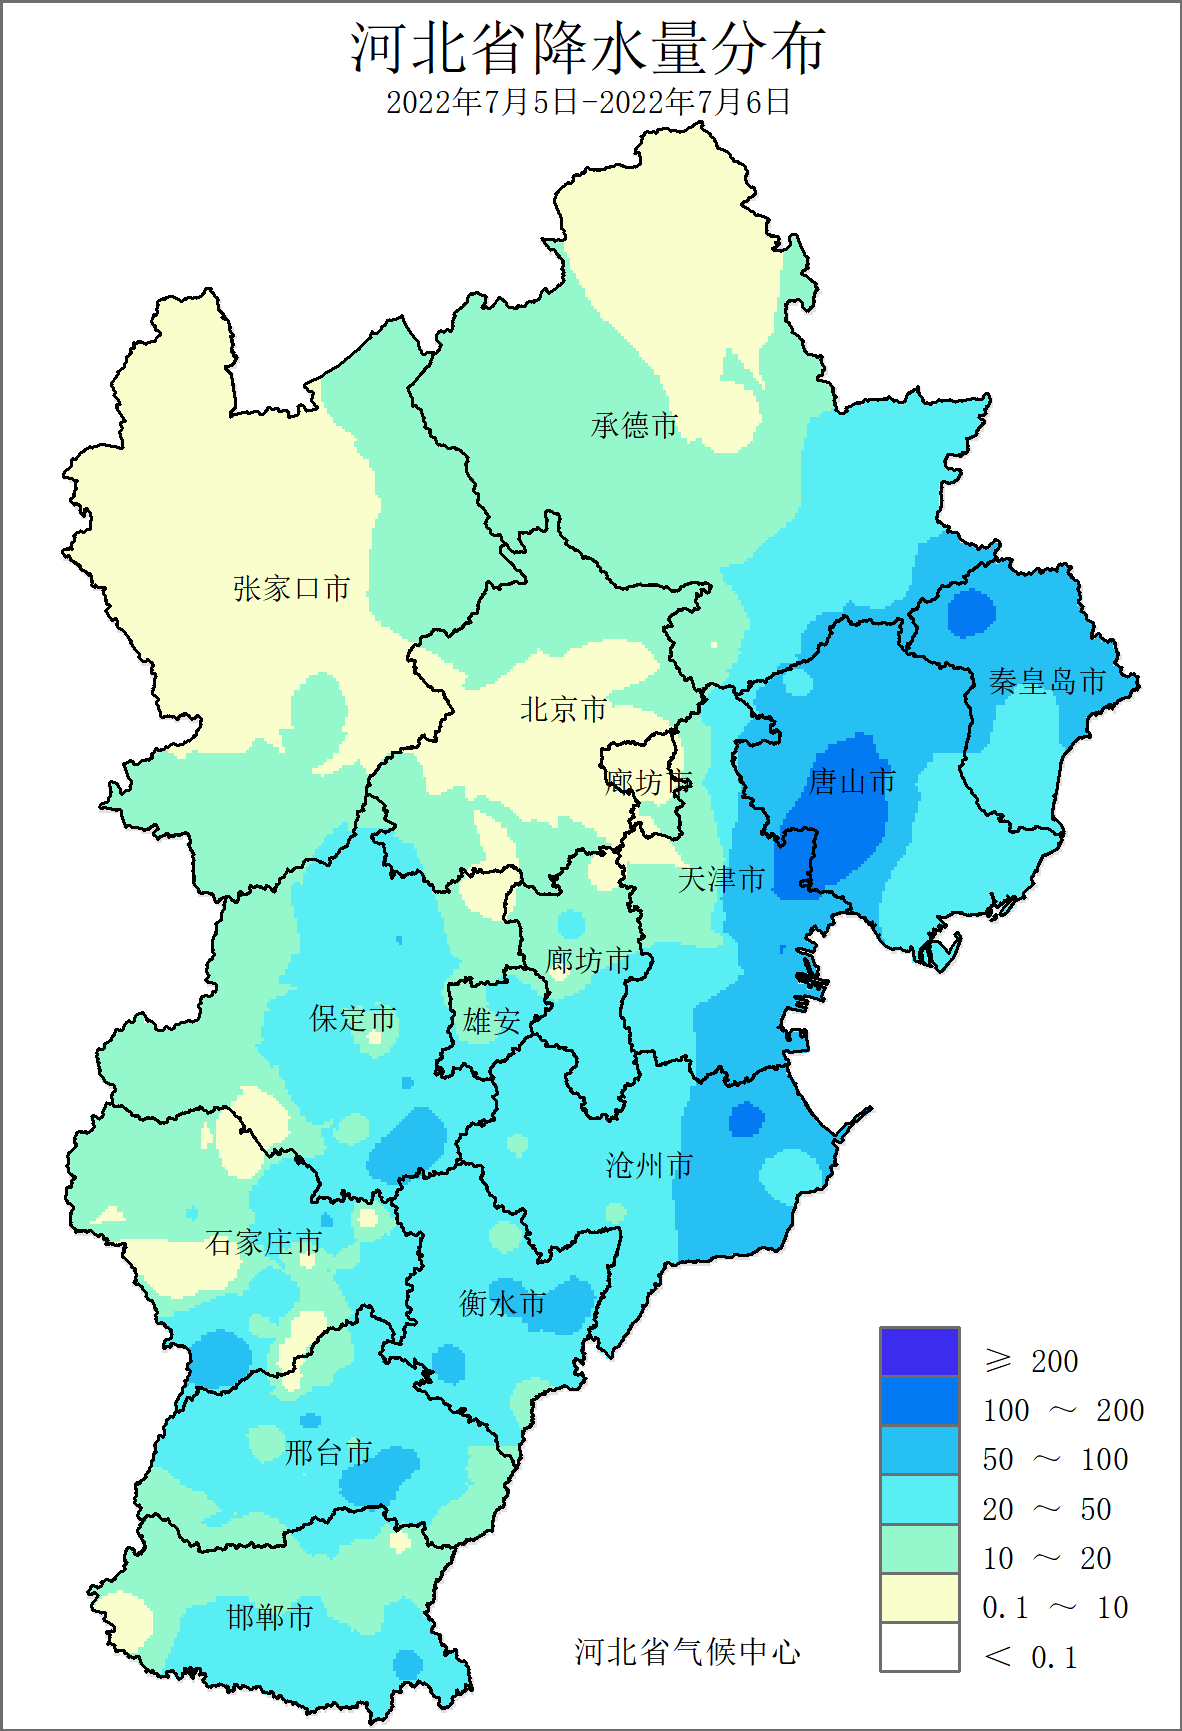 河北省降水量分布
2022年7月5日-2022年7月6日
承德市
张家口市
秦皇岛市
北京市
廊坊市
唐山市
天津市
廊坊市
保定市
雄安
沧州市
石家庄市
衡水市
邢台市
邯郸市
≥ 200
100 ～ 200
50 ～ 100
20 ～ 50
10 ～ 20
0.1 ～ 10
＜ 0.1
河北省气候中心